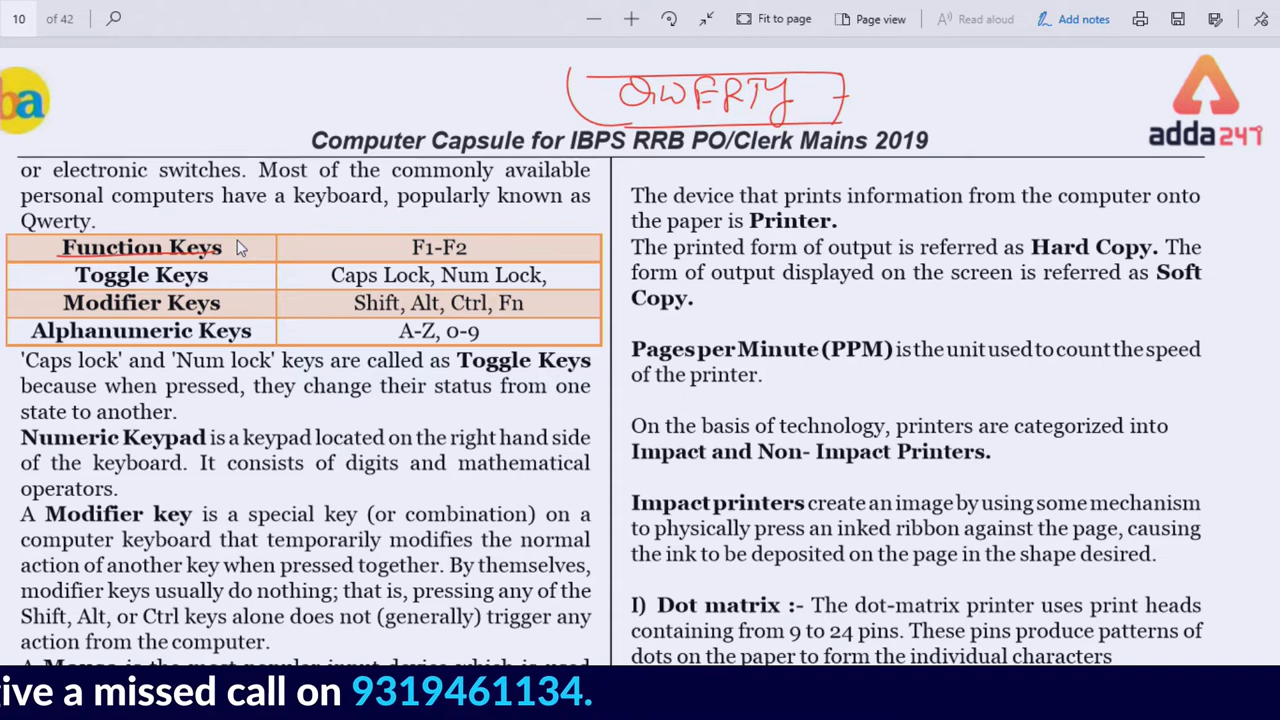 10 of 42
Fit to page
Page view
Read aloud
Add notes
QWERTY
ba
adda247
Computer Capsule for IBPS RRB PO/Clerk Mains 2019
or electronic switches. Most of the commonly available
personal computers have a keyboard, popularly known as
Qwerty.
Function Keys F1-F2
Toggle Keys Caps Lock, Num Lock,
Modifier Keys Shift, Alt, Ctrl, Fn
Alphanumeric Keys A-Z, 0-9
'Caps lock' and 'Num lock' keys are called as Toggle Keys
because when pressed, they change their status from one
state to another.
Numeric Keypad is a keypad located on the right hand side
of the keyboard. It consists of digits and mathematical
operators.
A Modifier key is a special key (or combination) on a
computer keyboard that temporarily modifies the normal
action of another key when pressed together. By themselves,
modifier keys usually do nothing; that is, pressing any of the
Shift, Alt, or Ctrl keys alone does not (generally) trigger any
action from the computer.
A Mouse is the most popular input device which is used
The device that prints information from the computer onto
the paper is Printer.
The printed form of output is referred as Hard Copy. The
form of output displayed on the screen is referred as Soft
Copy.
Pages per Minute (PPM) is the unit used to count the speed
of the printer.
On the basis of technology, printers are categorized into
Impact and Non- Impact Printers.
Impact printers create an image by using some mechanism
to physically press an inked ribbon against the page, causing
the ink to be deposited on the page in the shape desired.
I) Dot matrix :- The dot-matrix printer uses print heads
containing from 9 to 24 pins. These pins produce patterns of
dots on the paper to form the individual characters
give a missed call on 9319461134.